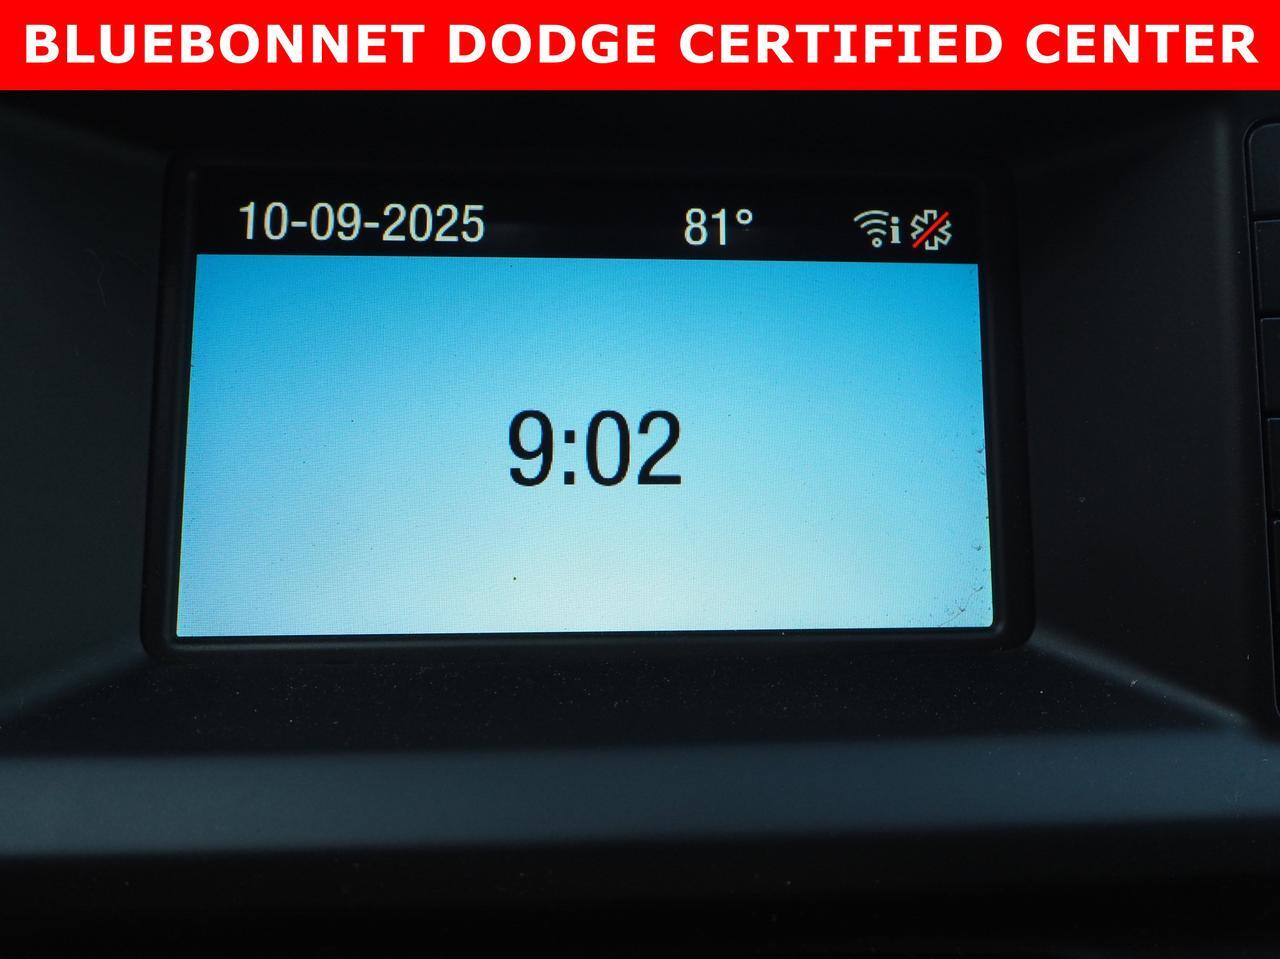 BLUEBONNET DODGE CERTIFIED CENTER
10-09-2025 81° i
9:02